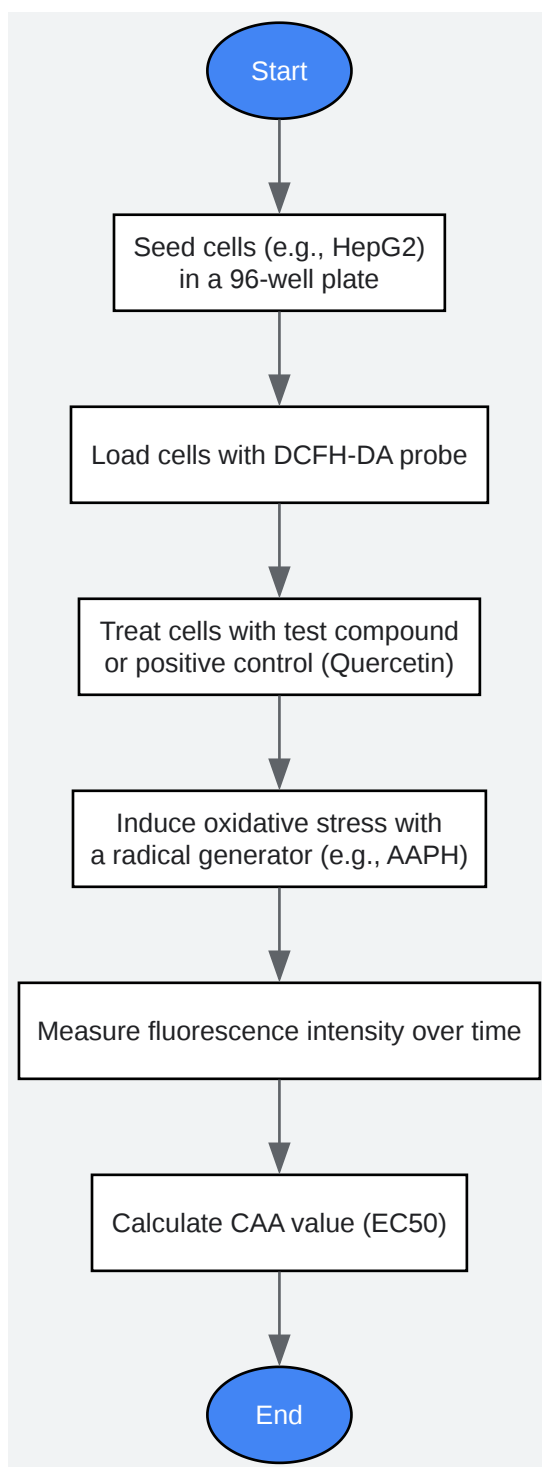 Start
Seed cells (e.g., HepG2)
in a 96-well plate
Load cells with DCFH-DA probe
Treat cells with test compound
or positive control (Quercetin)
Induce oxidative stress with
a radical generator (e.g., AAPH)
Measure fluorescence intensity over time
Calculate CAA value (EC50)
End